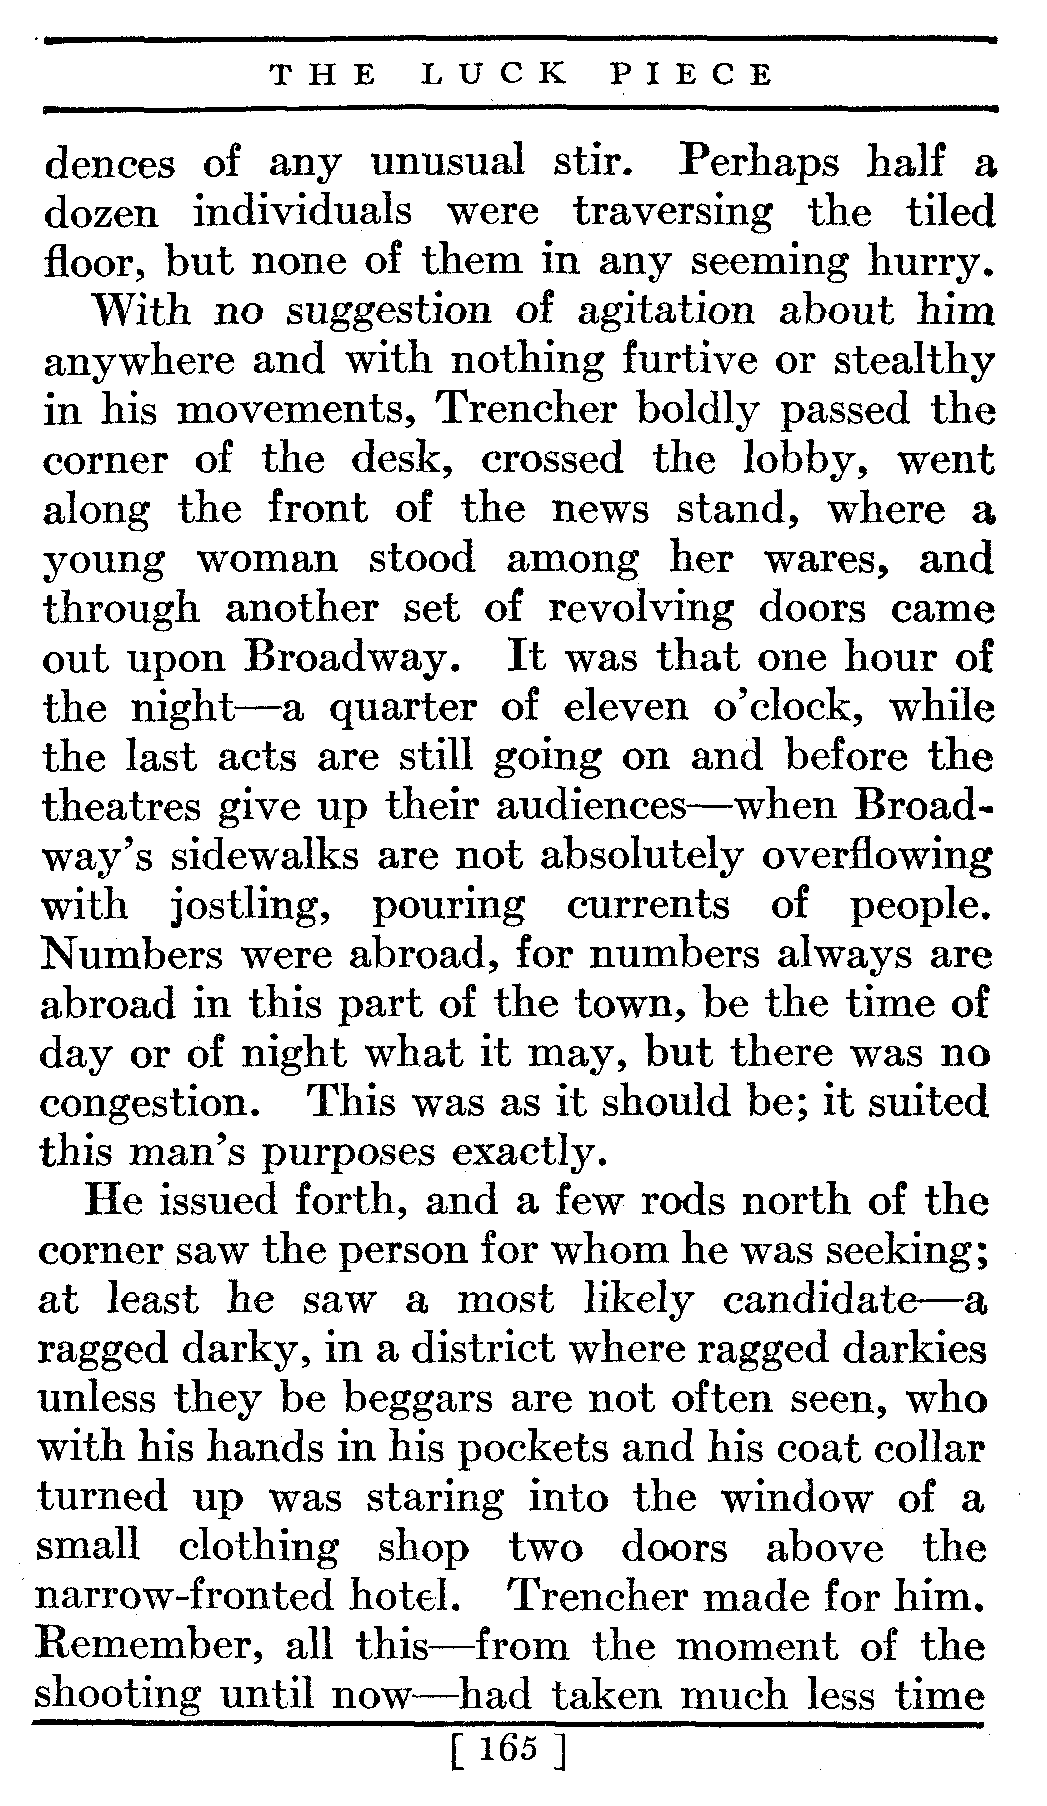 THE LUCK PIECE
dences of any unusual stir. Perhaps half a
dozen individuals were traversing the tiled
floor, but none of them in any seeming hurry.
With no suggestion of agitation about him
anywhere and with nothing furtive or stealthy
in his movements, Trencher boldly passed the
corner of the desk, crossed the lobby, went
along the front of the news stand, where a
young woman stood among her wares, and
through another set of revolving doors came
out upon Broadway. It was that one hour of
the night—a quarter of eleven o'clock, while
the last acts are still going on and before the
theatres give up their audiences—when Broad-
way's sidewalks are not absolutely overflowing
with jostling, pouring currents of people.
Numbers were abroad, for numbers always are
abroad in this part of the town, be the time of
day or of night what it may, but there was no
congestion. This was as it should be; it suited
this man's purposes exactly.
He issued forth, and a few rods north of the
corner saw the person for whom he was seeking;
at least he saw a most likely candidate—a
ragged darky, in a district where ragged darkies
unless they be beggars are not often seen, who
with his hands in his pockets and his coat collar
turned up was staring into the window of a
small clothing shop two doors above the
narrow-fronted hotel. Trencher made for him.
Remember, all this—from the moment of the
shooting until now—had taken much less time
[ 165 ]